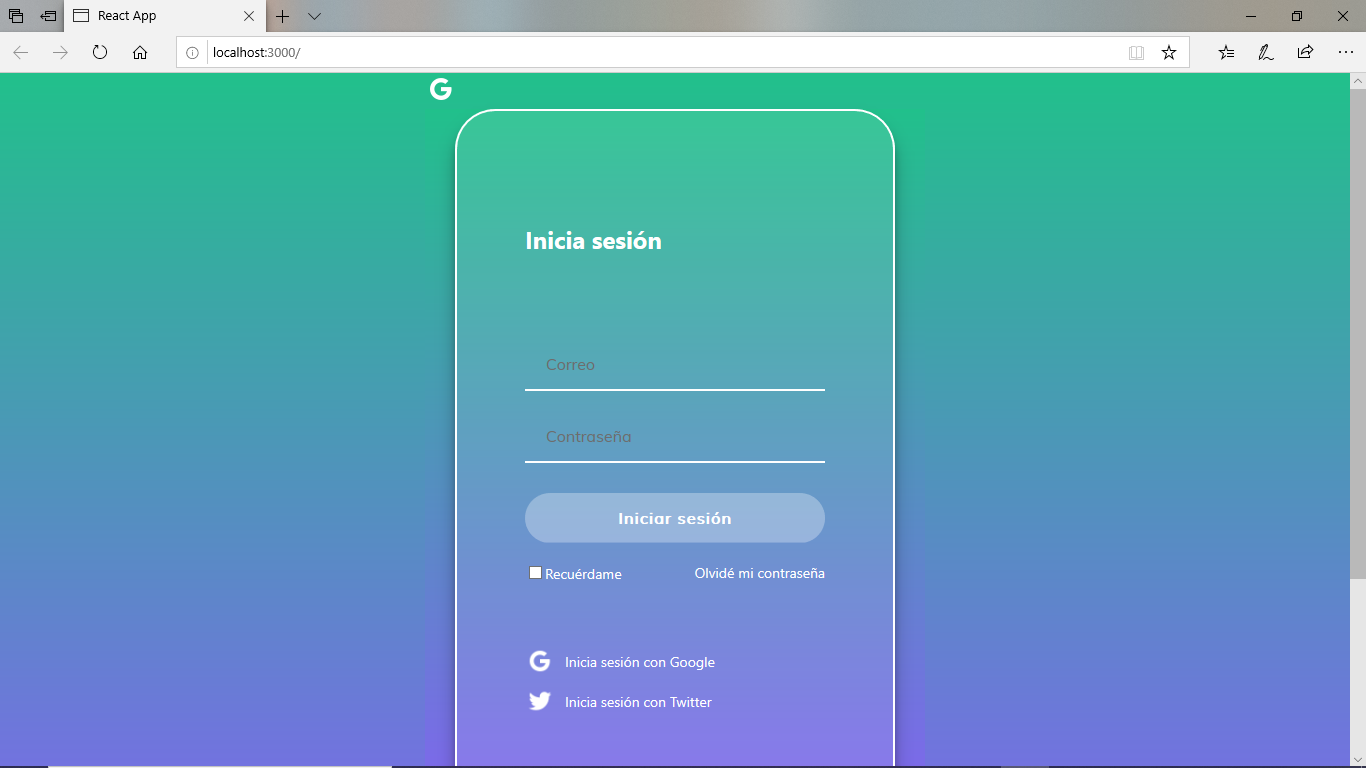 React App
localhost:3000/
Inicia sesión
Correo
Contraseña
Iniciar sesión
Recuérdame
Olvidé mi contraseña
Inicia sesión con Google
Inicia sesión con Twitter